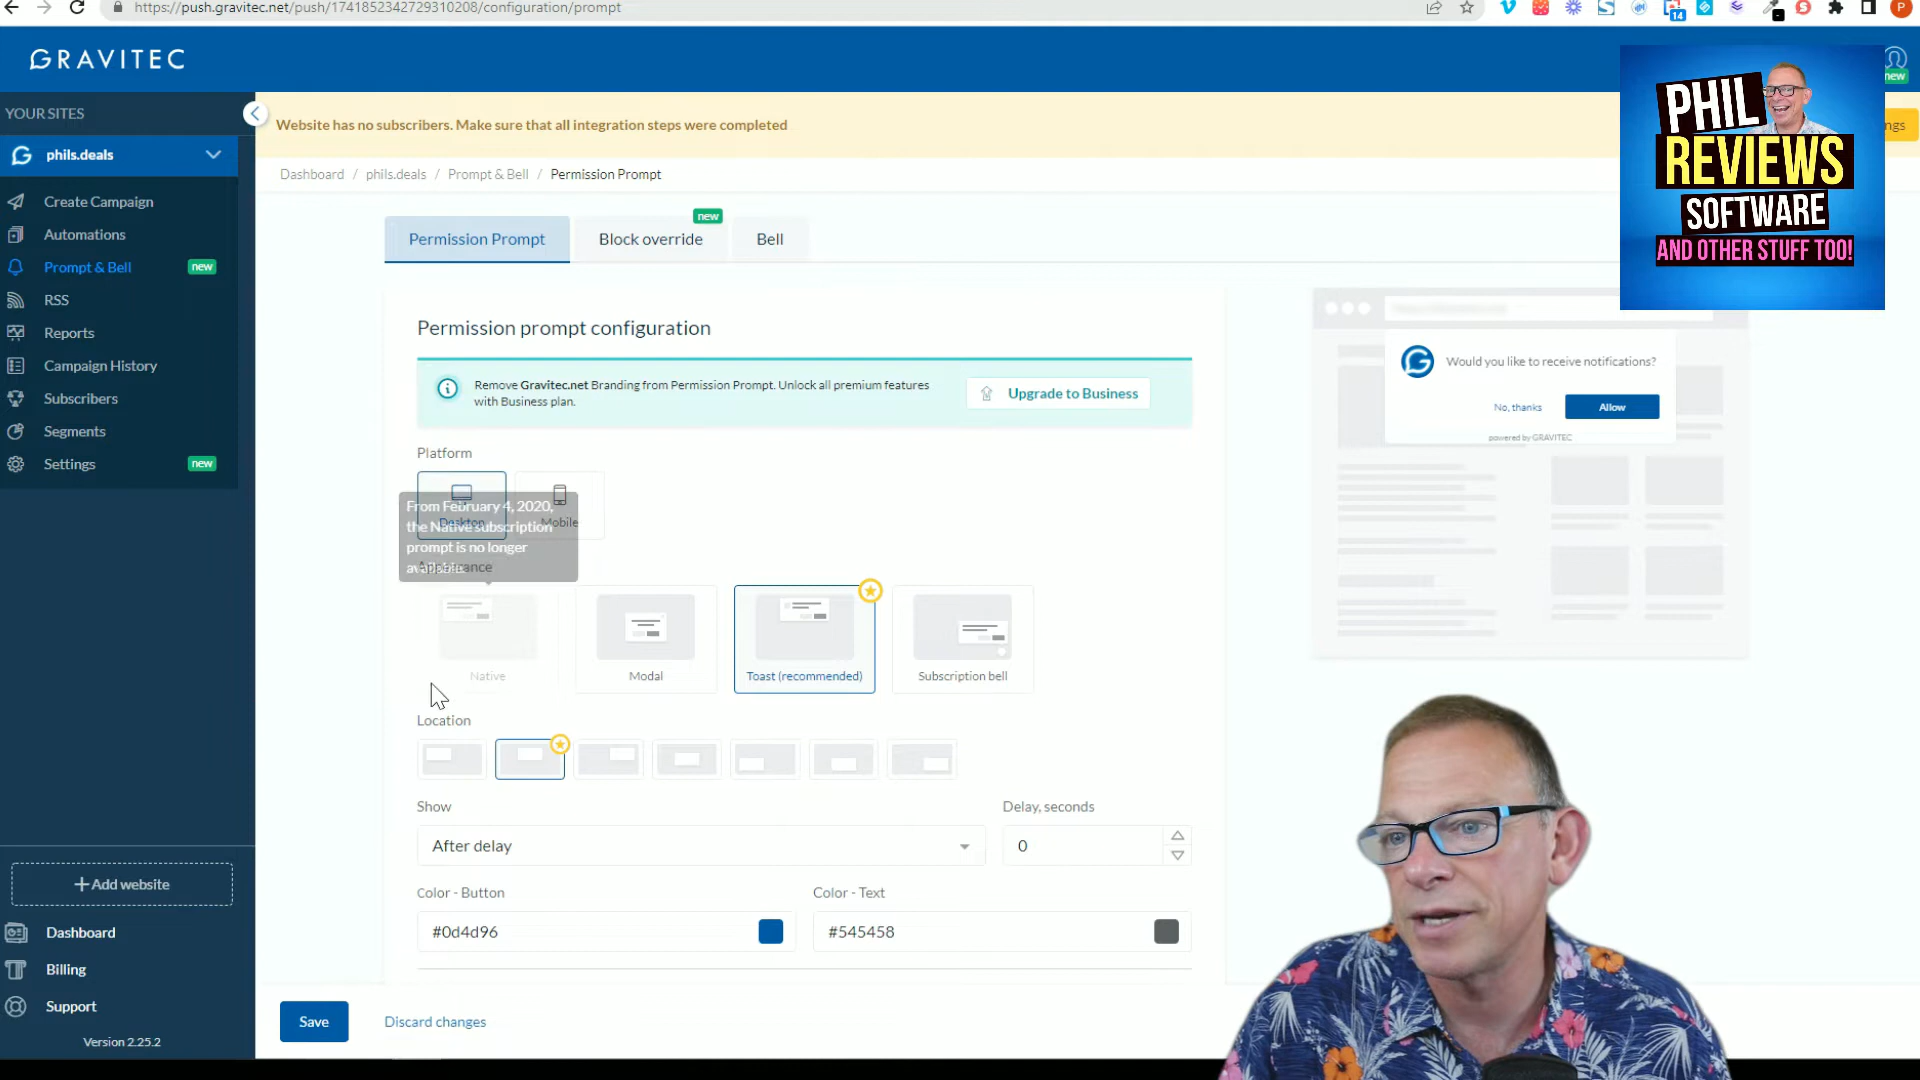 https://push.gravitec.net/push/1741852342729310208/configuration/prompt
14
P
GRAVITEC
new
YOUR SITES
Website has no subscribers. Make sure that all integration steps were completed
ngs
phils.deals
Dashboard / phils.deals / Prompt & Bell / Permission Prompt
PHIL
REVIEWS
SOFTWARE
AND OTHER STUFF TOO!
Create Campaign
Automations
Prompt & Bell new
RSS
Reports
Campaign History
Subscribers
Segments
Settings new
Permission Prompt
Block override new
Bell
Permission prompt configuration
Remove Gravitec.net Branding from Permission Prompt. Unlock all premium features
with Business plan.
Upgrade to Business
Would you like to receive notifications?
No, thanks
Allow
powered by GRAVITEC
Platform
Desktop
Mobile
From February 4, 2020,
the Native subscription
prompt is no longer
available
Native
Modal
Toast (recommended)
Subscription bell
Location
Show
After delay
Delay, seconds
0
Color - Button
#0d4d96
Color - Text
#545458
+ Add website
Dashboard
Billing
Support
Version 2.25.2
Save
Discard changes